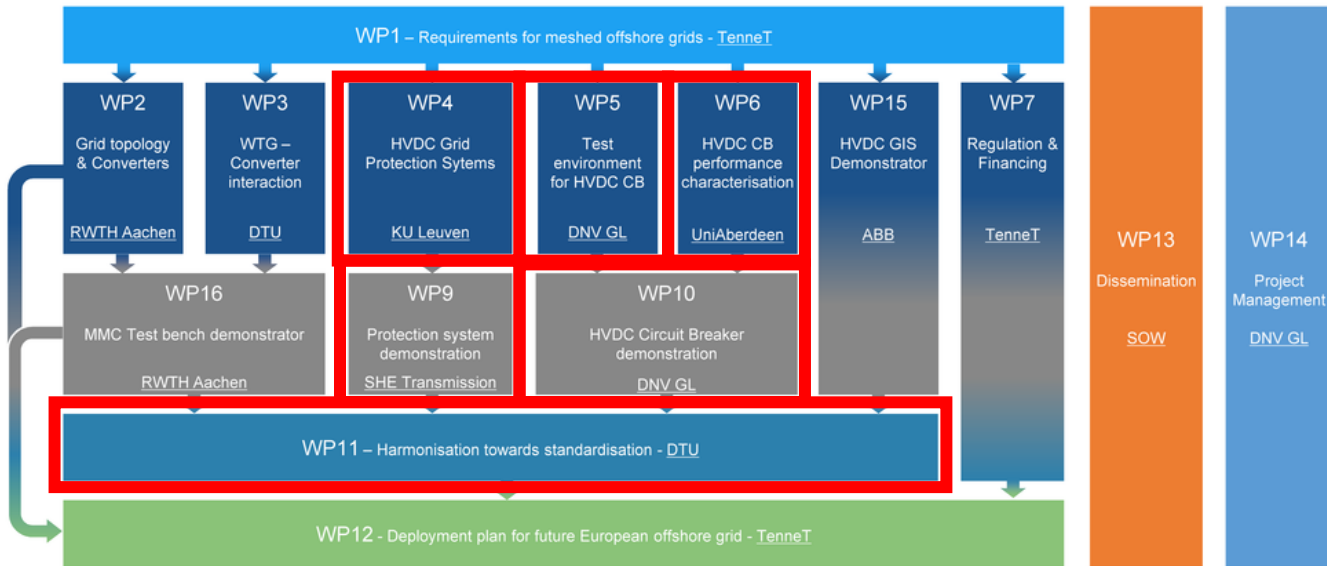 WP1 – Requirements for meshed offshore grids - TenneT
WP2
Grid topology
& Converters
RWTH Aachen
WP3
WTG –
Converter
interaction
DTU
WP4
HVDC Grid
Protection Sytems
KU Leuven
WP5
Test
environment
for HVDC CB
DNV GL
WP6
HVDC CB
performance
characterisation
UniAberdeen
WP15
HVDC GIS
Demonstrator
ABB
WP7
Regulation &
Financing
TenneT
WP16
MMC Test bench demonstrator
RWTH Aachen
WP9
Protection system
demonstration
SHE Transmission
WP10
HVDC Circuit Breaker
demonstration
DNV GL
WP11 – Harmonisation towards standardisation - DTU
WP12 - Deployment plan for future European offshore grid - TenneT
WP13
Dissemination
SOW
WP14
Project
Management
DNV GL